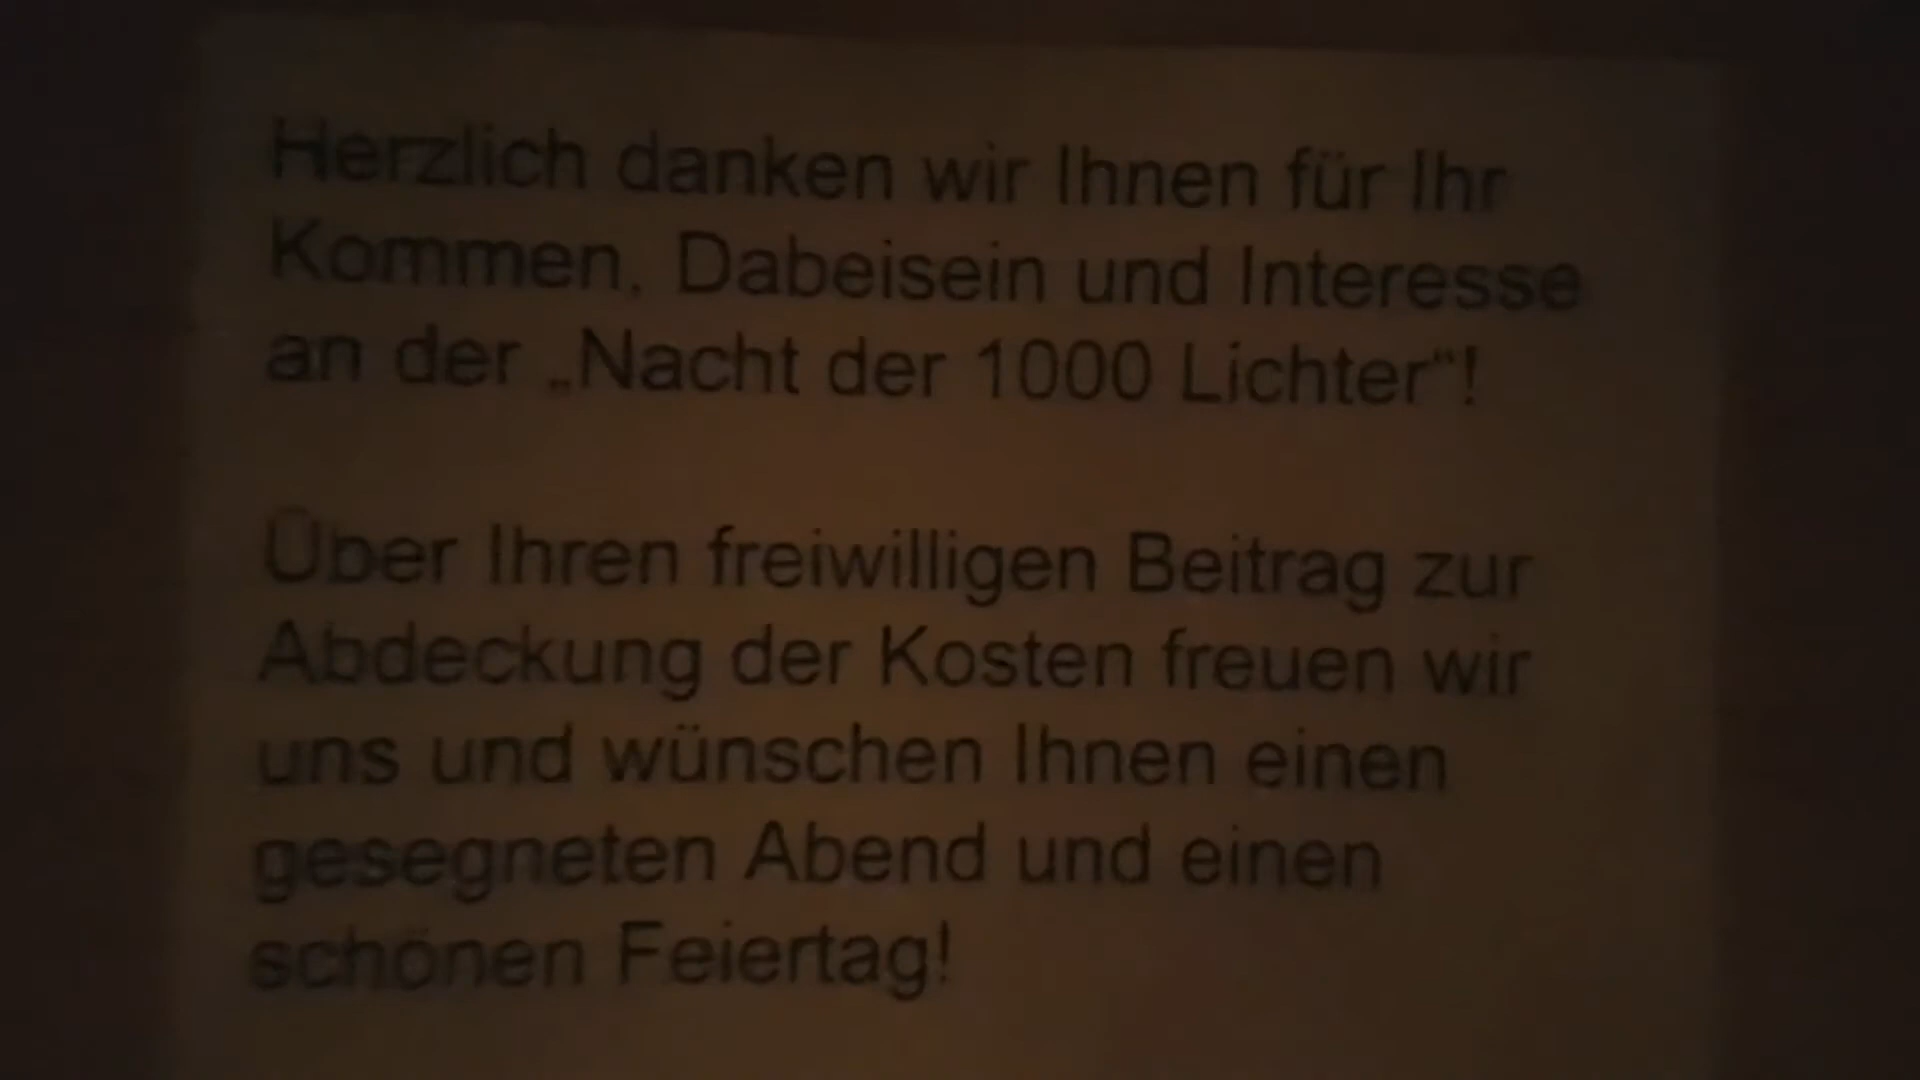 Herzlich danken wir Ihnen für Ihr
Kommen, Dabeisein und Interesse
an der „Nacht der 1000 Lichter“!
Über Ihren freiwilligen Beitrag zur
Abdeckung der Kosten freuen wir
uns und wünschen Ihnen einen
gesegneten Abend und einen
schönen Feiertag!